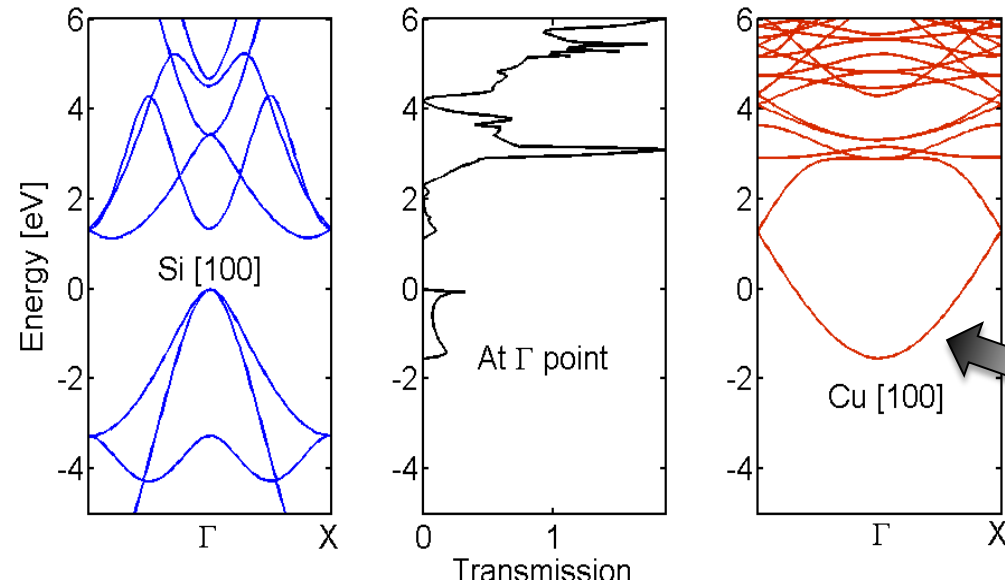 6
4
2
0
-2
-4
Energy [eV]
Si [100]
Γ
X
6
4
2
0
-2
-4
At Γ point
0
1
Transmission
6
4
2
0
-2
-4
Cu [100]
Γ
X